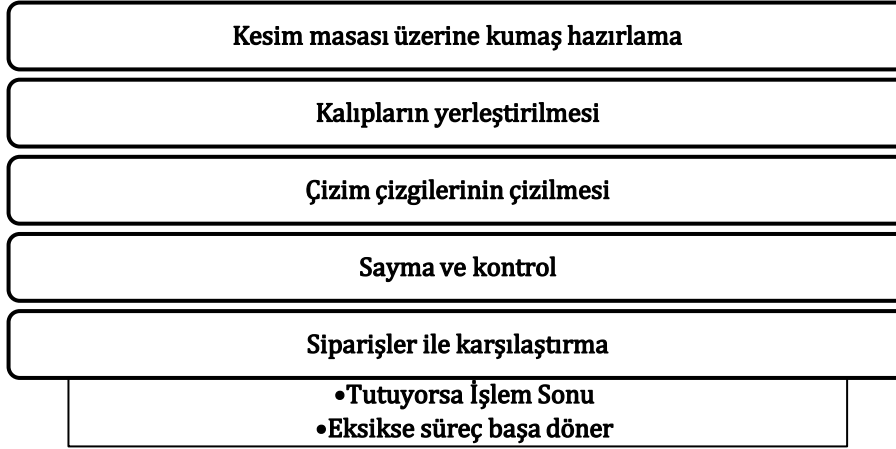 Kesim masası üzerine kumaş hazırlama
Kalıpların yerleştirilmesi
Çizim çizgilerinin çizilmesi
Sayma ve kontrol
Siparişler ile karşılaştırma
•Tutuyorsa İşlem Sonu
•Eksikse süreç başa döner